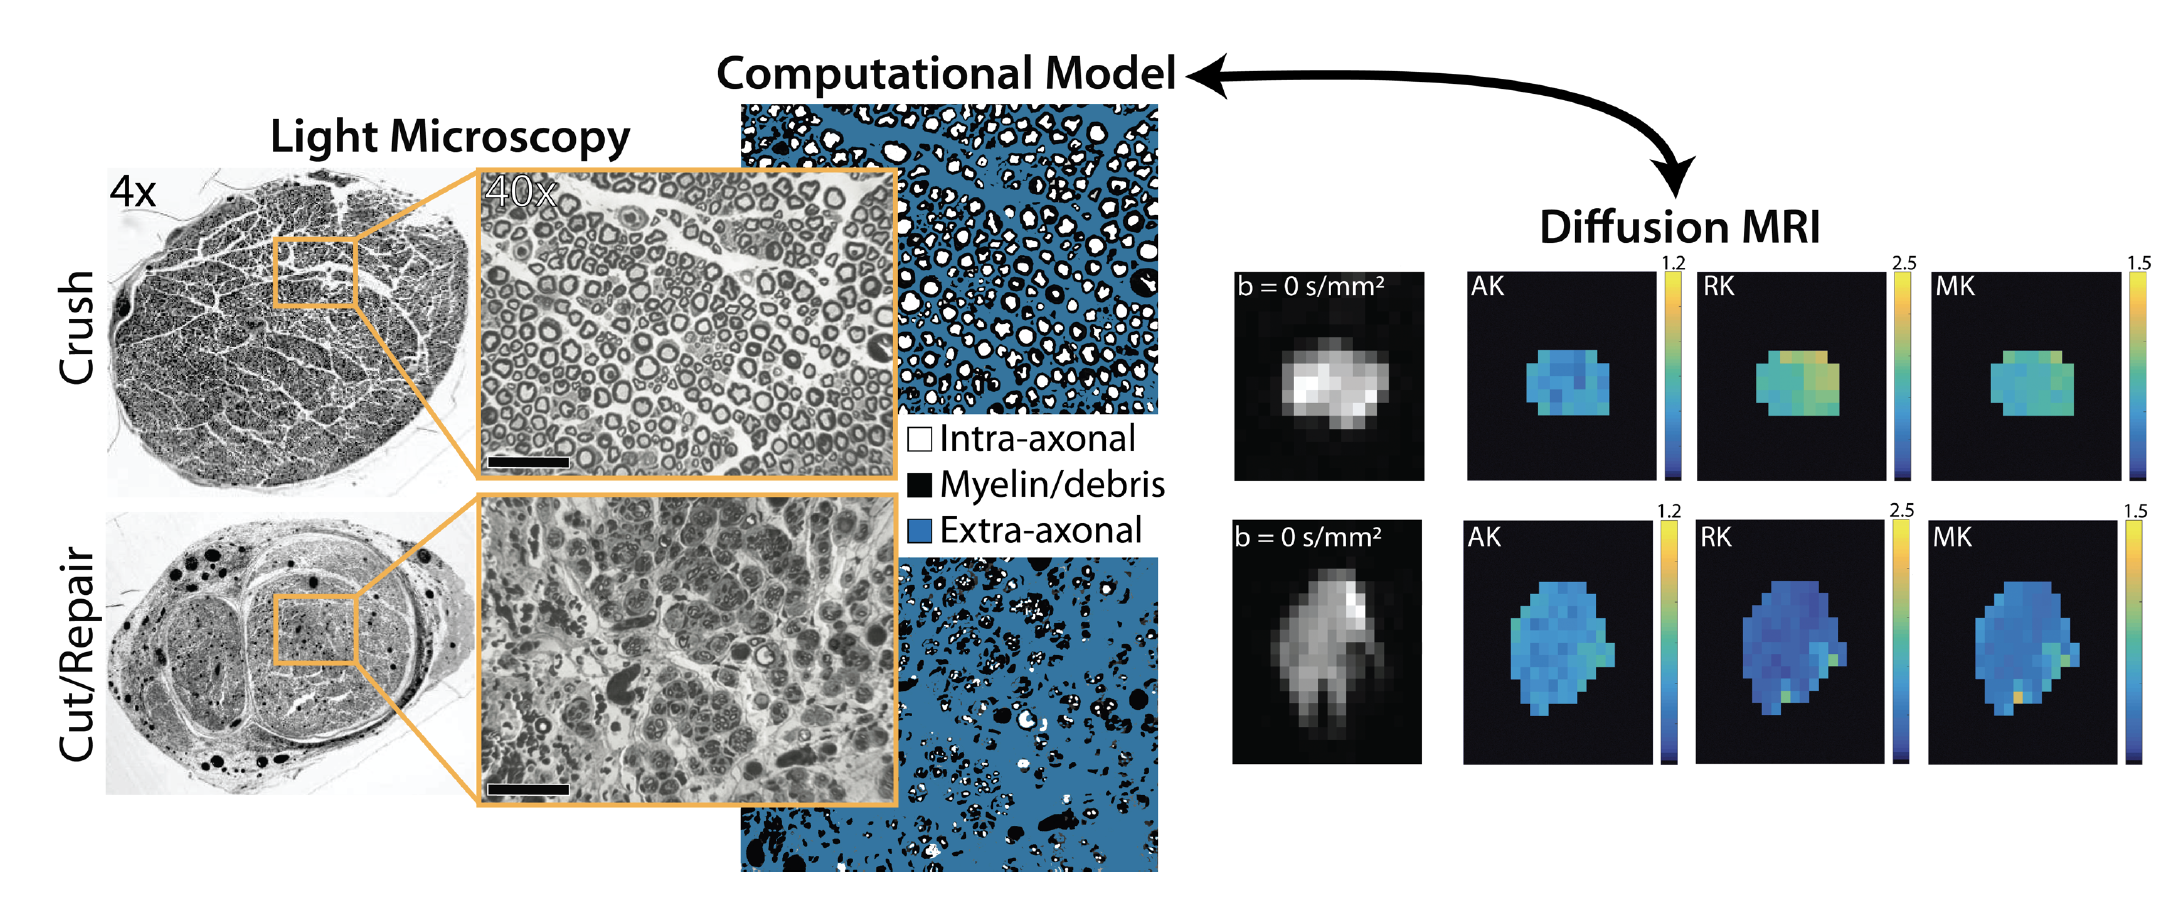 Computational Model
Light Microscopy
4x
40x
Crush
Cut/Repair
Intra-axonal
Myelin/debris
Extra-axonal
Diffusion MRI
b = 0 s/mm²
AK
1.2
RK
2.5
MK
1.5
b = 0 s/mm²
AK
1.2
RK
2.5
MK
1.5